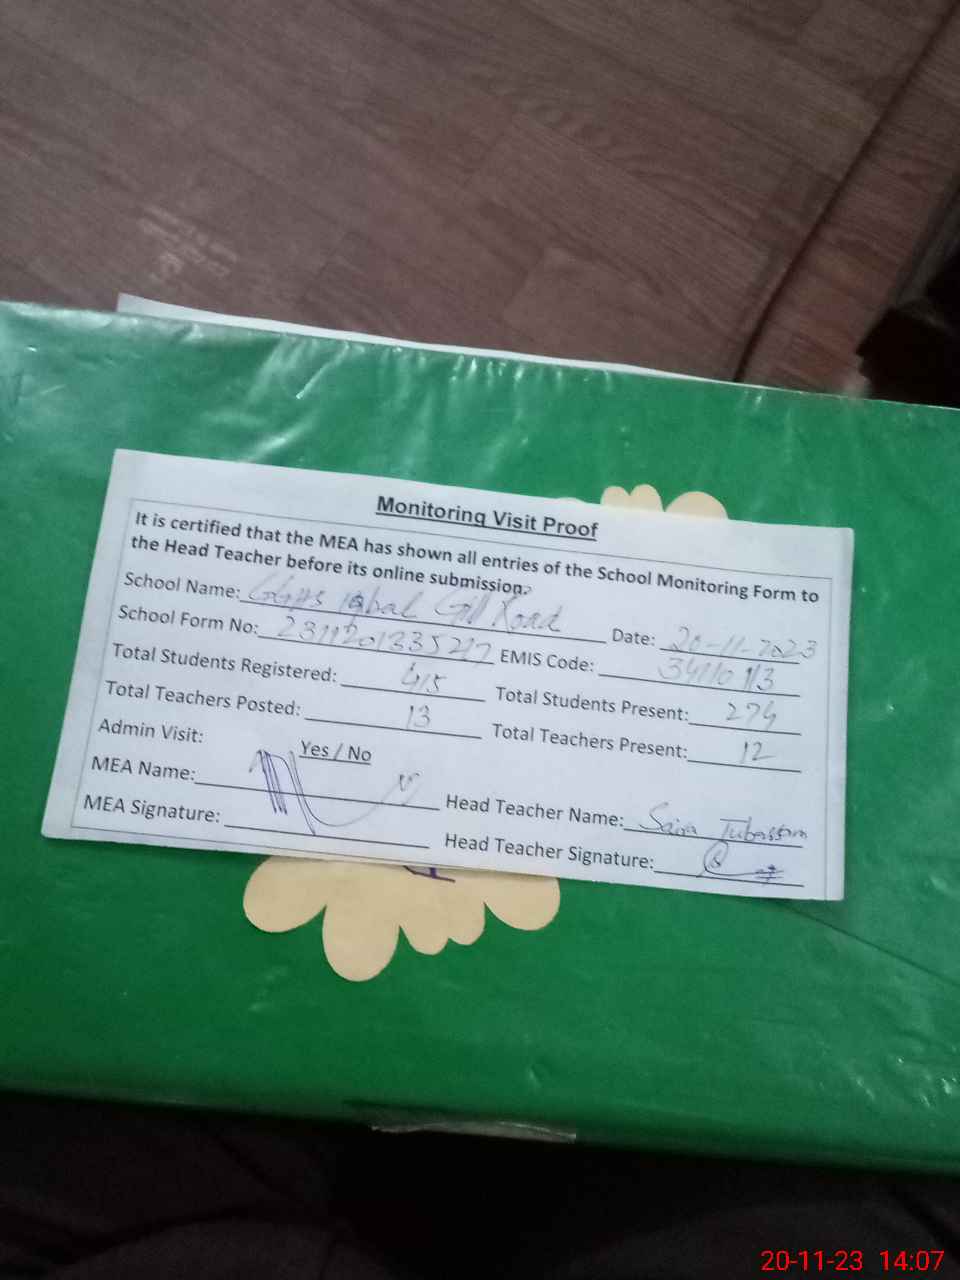 Monitoring Visit Proof
It is certified that the MEA has shown all entries of the School Monitoring Form to
the Head Teacher before its online submission.
School Name: GGHS Iqbal Gill Road Date: 20-11-2023
School Form No: EMIS Code:
Total Students Registered: 415 Total Students Present: 274
Total Teachers Posted: 13 Total Teachers Present: 12
Admin Visit: Yes / No
MEA Name: Head Teacher Name: Saira Tubassam
MEA Signature: Head Teacher Signature:
20-11-23 14:07